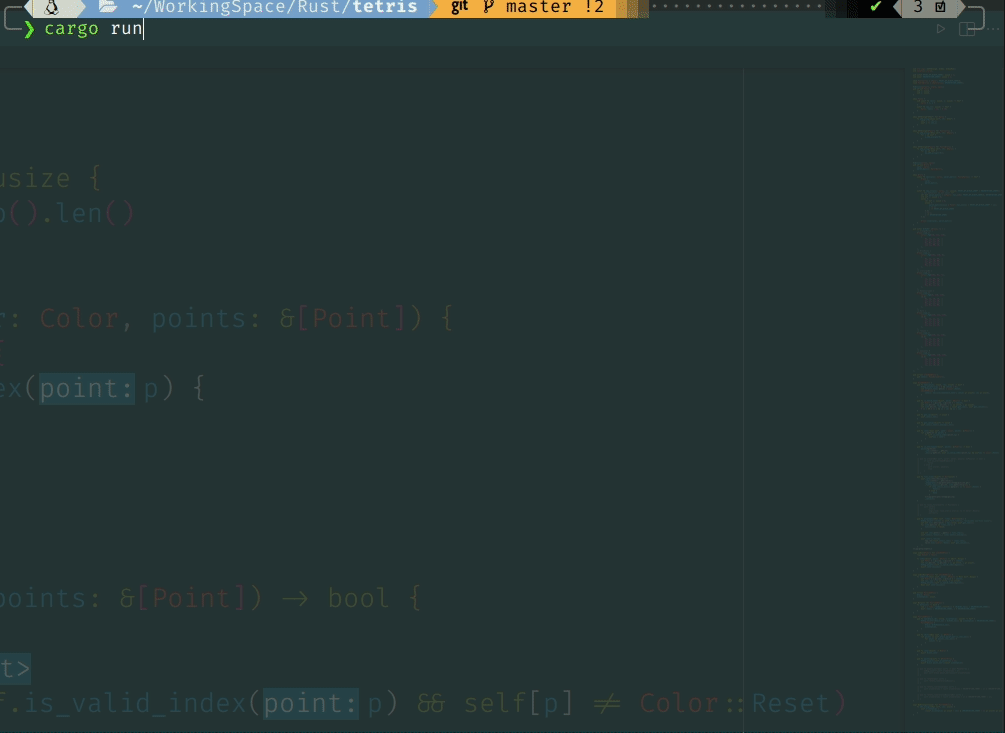 ~/WorkingSpace/Rust/tetris git master !2 ✔ 3
❯ cargo run
usize {
().len()
: Color, points: &[Point]) {
ex(point: p) {
points: &[Point]) → bool {
t>
f.is_valid_index(point: p) && self[p] ≠ Color::Reset)